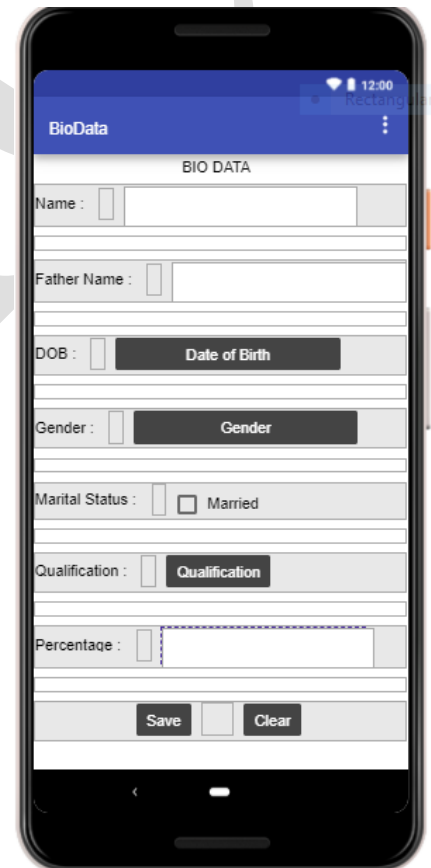 12:00
Rectangular
BioData
BIO DATA
Name :
Father Name :
DOB : Date of Birth
Gender : Gender
Marital Status : Married
Qualification : Qualification
Percentage :
Save Clear